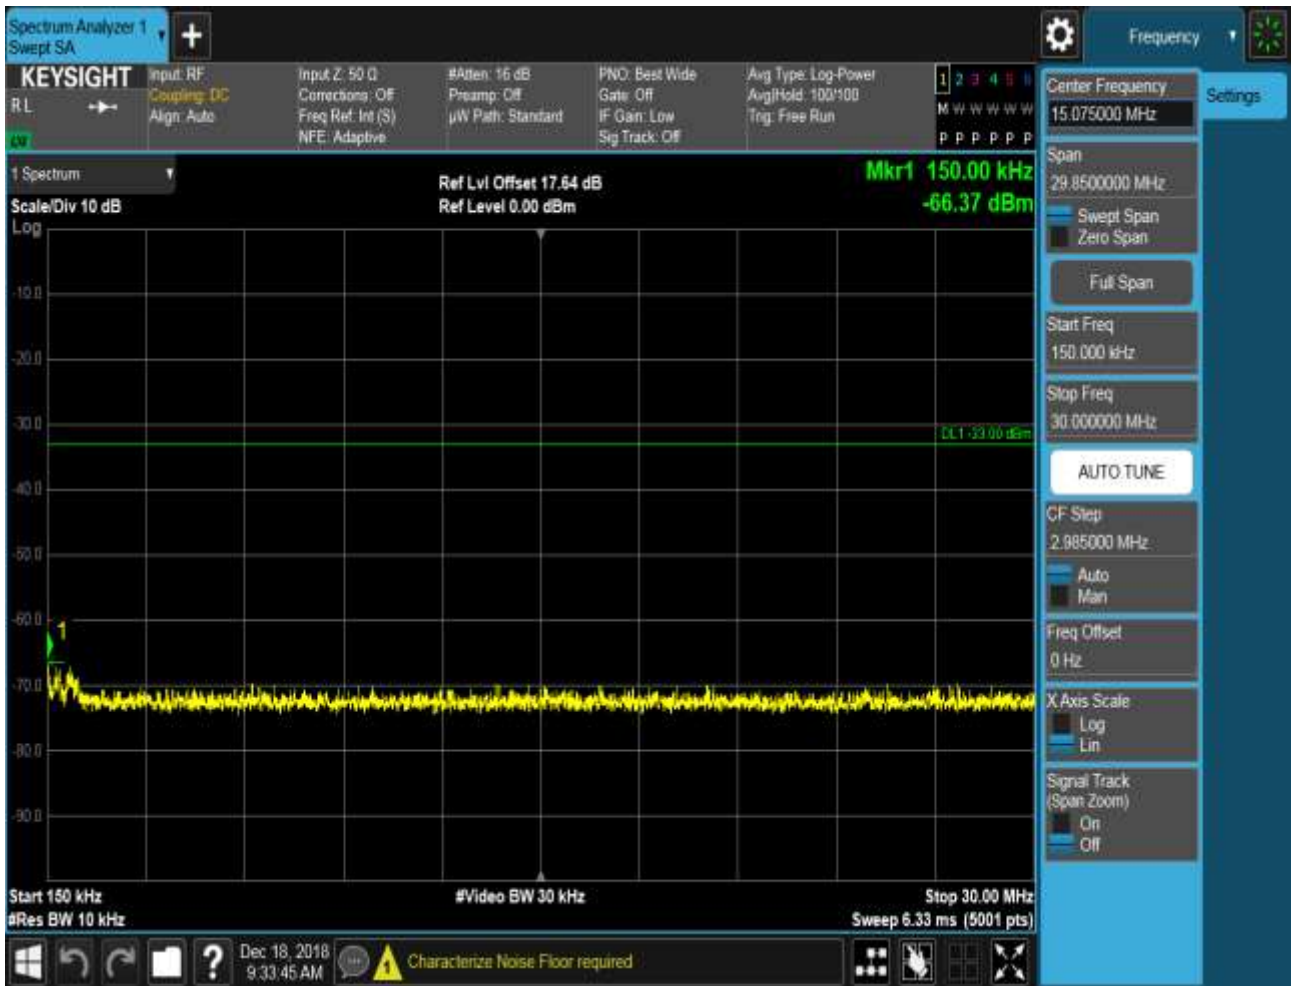 Spectrum Analyzer 1
Swept SA
Frequency
KEYSIGHT
RL
Input: RF
Coupling: DC
Align: Auto
Input Z: 50 Ω
Corrections: Off
Freq Ref: Int (S)
NFE: Adaptive
#Atten: 16 dB
Preamp: Off
µW Path: Standard
PNO: Best Wide
Gate: Off
IF Gain: Low
Sig Track: Off
Avg Type: Log-Power
Avg|Hold: 100/100
Trig: Free Run
1 2 3 4 5 6
M W W W W W
P P P P P P
1 Spectrum
Scale/Div 10 dB
Ref Lvl Offset 17.64 dB
Ref Level 0.00 dBm
Mkr1 150.00 kHz
-66.37 dBm
Log
-10.0
-20.0
-30.0
DL1 -33.00 dBm
-40.0
-50.0
-60.0
1
-70.0
-80.0
-90.0
Start 150 kHz
#Video BW 30 kHz
Stop 30.00 MHz
#Res BW 10 kHz
Sweep 6.33 ms (5001 pts)
Center Frequency
15.075000 MHz
Settings
Span
29.8500000 MHz
Swept Span
Zero Span
Full Span
Start Freq
150.000 kHz
Stop Freq
30.000000 MHz
AUTO TUNE
CF Step
2.985000 MHz
Auto
Man
Freq Offset
0 Hz
X Axis Scale
Log
Lin
Signal Track
(Span Zoom)
On
Off
?
Dec 18, 2018
9:33:45 AM
Characterize Noise Floor required